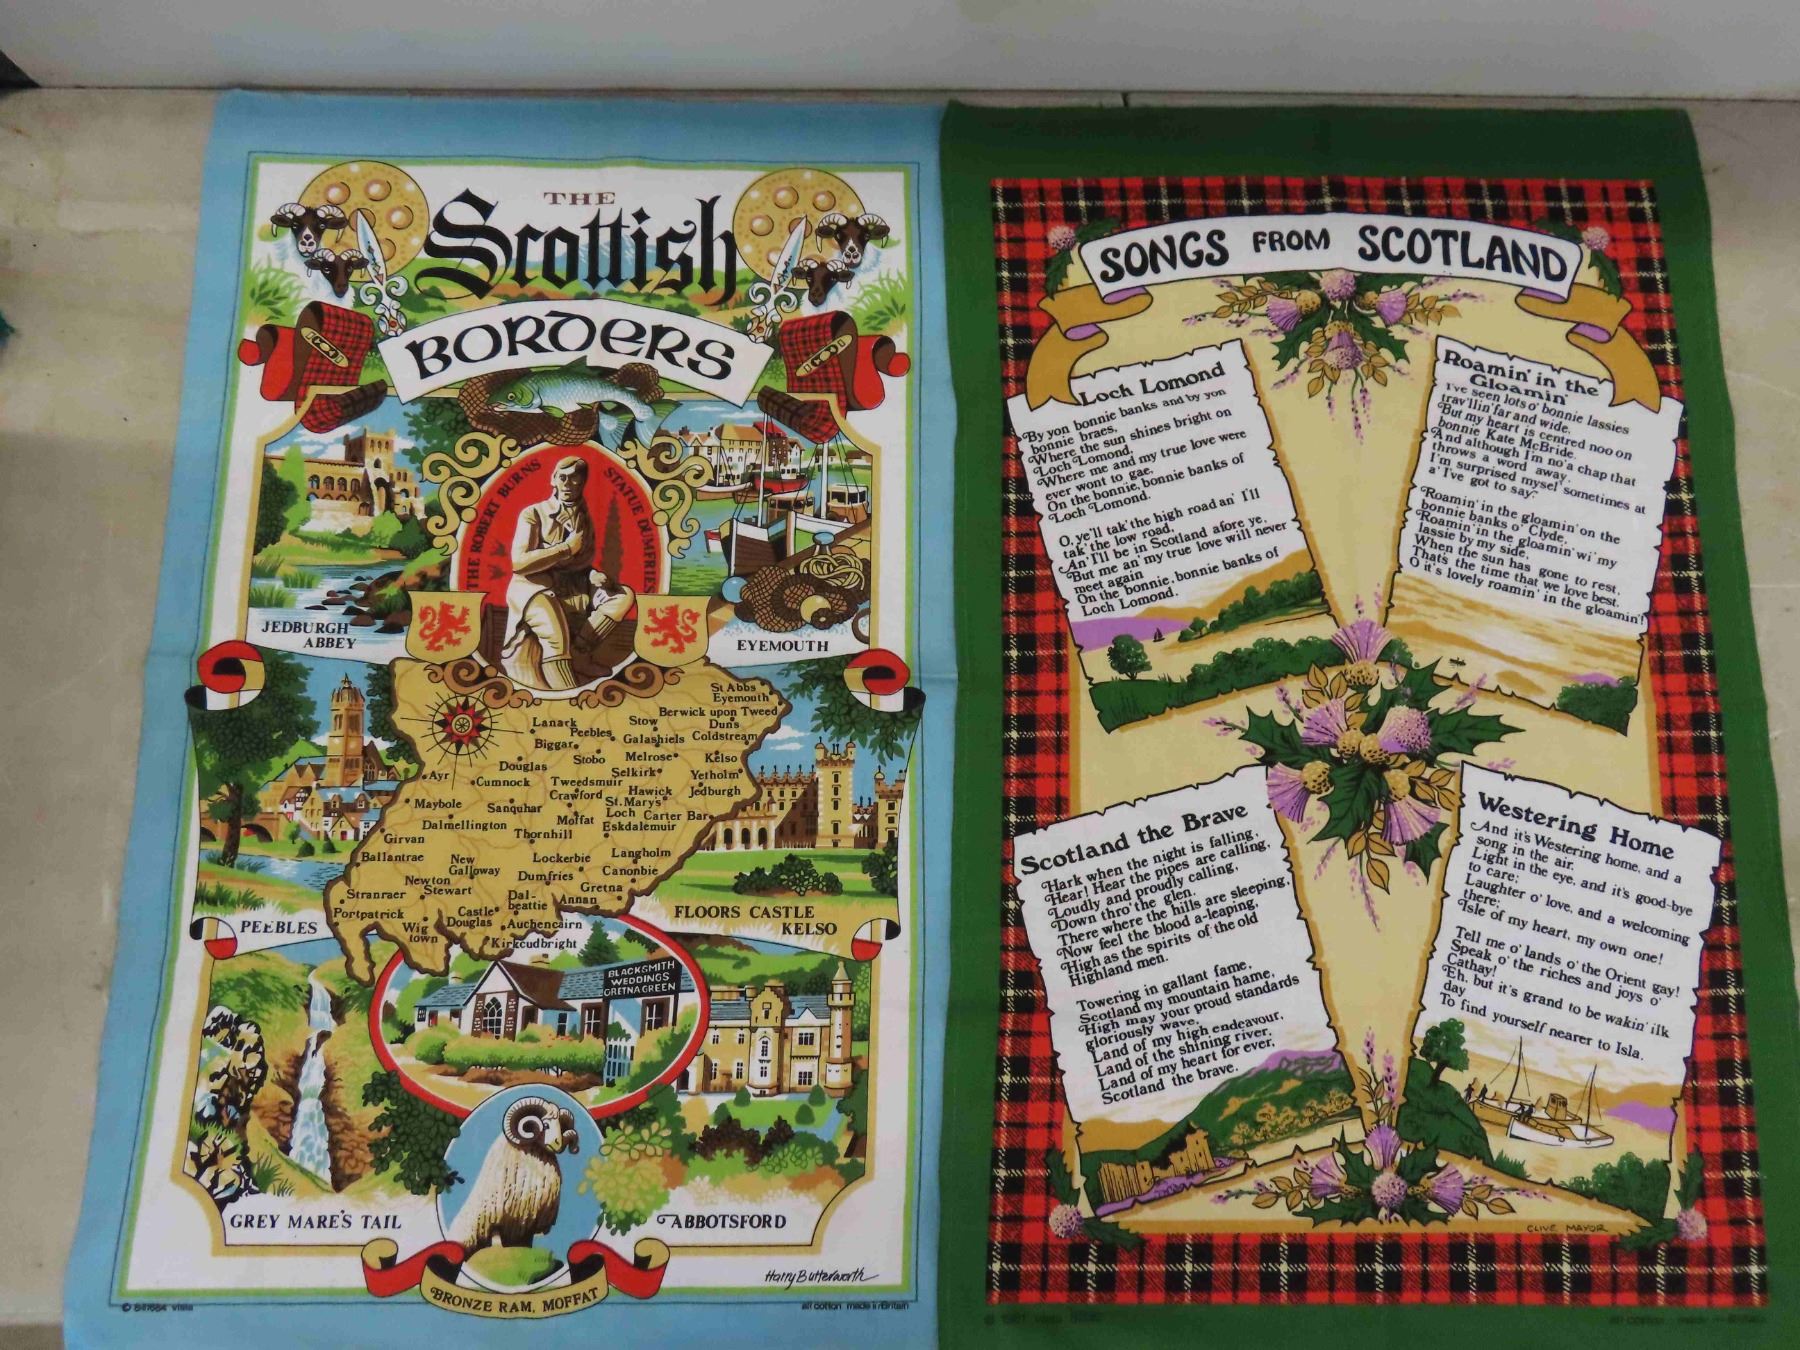 THE
Scottish
BORDERS
THE ROBERT BURNS
STATUE DUMFRIES
JEDBURGH
ABBEY
EYEMOUTH
St Abbs
Eyemouth
Berwick upon Tweed
Lanark
Stow
Duns
Peebles
Galashiels
Coldstream
Biggar
Stobo
Melrose
Kelso
Douglas
Selkirk
Yetholm
Ayr
Cumnock
Tweedsmuir
Hawick
Jedburgh
Crawford
St. Mary's
Loch
Maybole
Sanquhar
Moffat
Carter Bar
Dalmellington
Eskdalemuir
Girvan
Thornhill
Ballantrae
New
Galloway
Lockerbie
Langholm
Newton
Stewart
Dumfries
Canonbie
Stranraer
Dal-
beattie
Annan
Gretna
Portpatrick
Castle
Douglas
Auchencairn
Wig
town
Kirkcudbright
PEEBLES
FLOORS CASTLE
KELSO
BLACKSMITH
WEDDINGS
GRETNA GREEN
GREY MARE'S TAIL
ABBOTSFORD
Harry Butterworth
BRONZE RAM, MOFFAT
all cotton made in Britain
SONGS FROM SCOTLAND
Loch Lomond
By yon bonnie banks and by yon
bonnie braes,
Where the sun shines bright on
Loch Lomond,
Where me and my true love were
ever wont to gae,
On the bonnie, bonnie banks of
Loch Lomond.
O, ye'll tak' the high road an' I'll
tak' the low road,
An' I'll be in Scotland afore ye.
But me an' my true love will never
meet again
On the bonnie, bonnie banks of
Loch Lomond.
Roamin' in the
Gloamin'
I've seen lots o' bonnie lassies
trav'llin' far and wide,
But my heart is centred noo on
bonnie Kate McBride.
And although I'm no' a chap that
throws a word away,
I'm surprised mysel' sometimes at
a' I've got to say:
Roamin' in the gloamin' on the
bonnie banks o' Clyde,
Roamin' in the gloamin' wi' my
lassie by my side,
When the sun has gone to rest,
That's the time that we love best.
O it's lovely roamin' in the gloamin'!
Scotland the Brave
Hark when the night is falling,
Hear! Hear the pipes are calling,
Loudly and proudly calling,
Down thro' the glen.
There where the hills are sleeping,
Now feel the blood a-leaping,
High as the spirits of the old
Highland men.
Towering in gallant fame,
Scotland my mountain hame,
High may your proud standards
gloriously wave,
Land of my high endeavour,
Land of the shining river,
Land of my heart for ever,
Scotland the brave.
Westering Home
And it's Westering home, and a
song in the air,
Light in the eye, and it's good-bye
to care;
Laughter o' love, and a welcoming
there;
Isle of my heart, my own one!
Tell me o' lands o' the Orient gay!
Speak o' the riches and joys o'
Cathay!
Eh, but it's grand to be wakin' ilk
day
To find yourself nearer to Isla.
CLIVE MAYOR